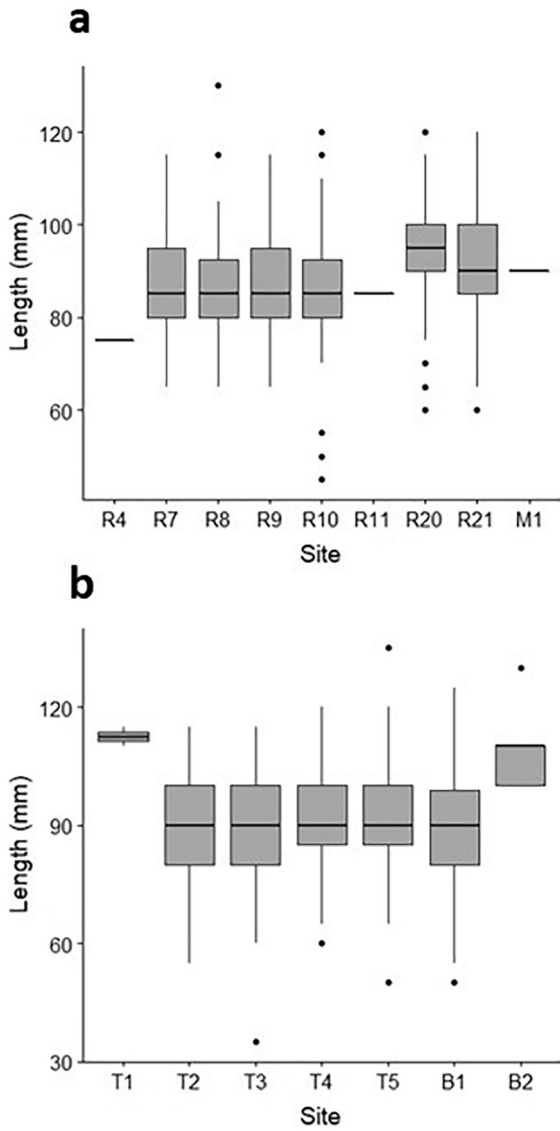 a
Length (mm)
120
100
80
60
R4 R7 R8 R9 R10 R11 R20 R21 M1
Site
b
Length (mm)
120
90
60
30
T1 T2 T3 T4 T5 B1 B2
Site